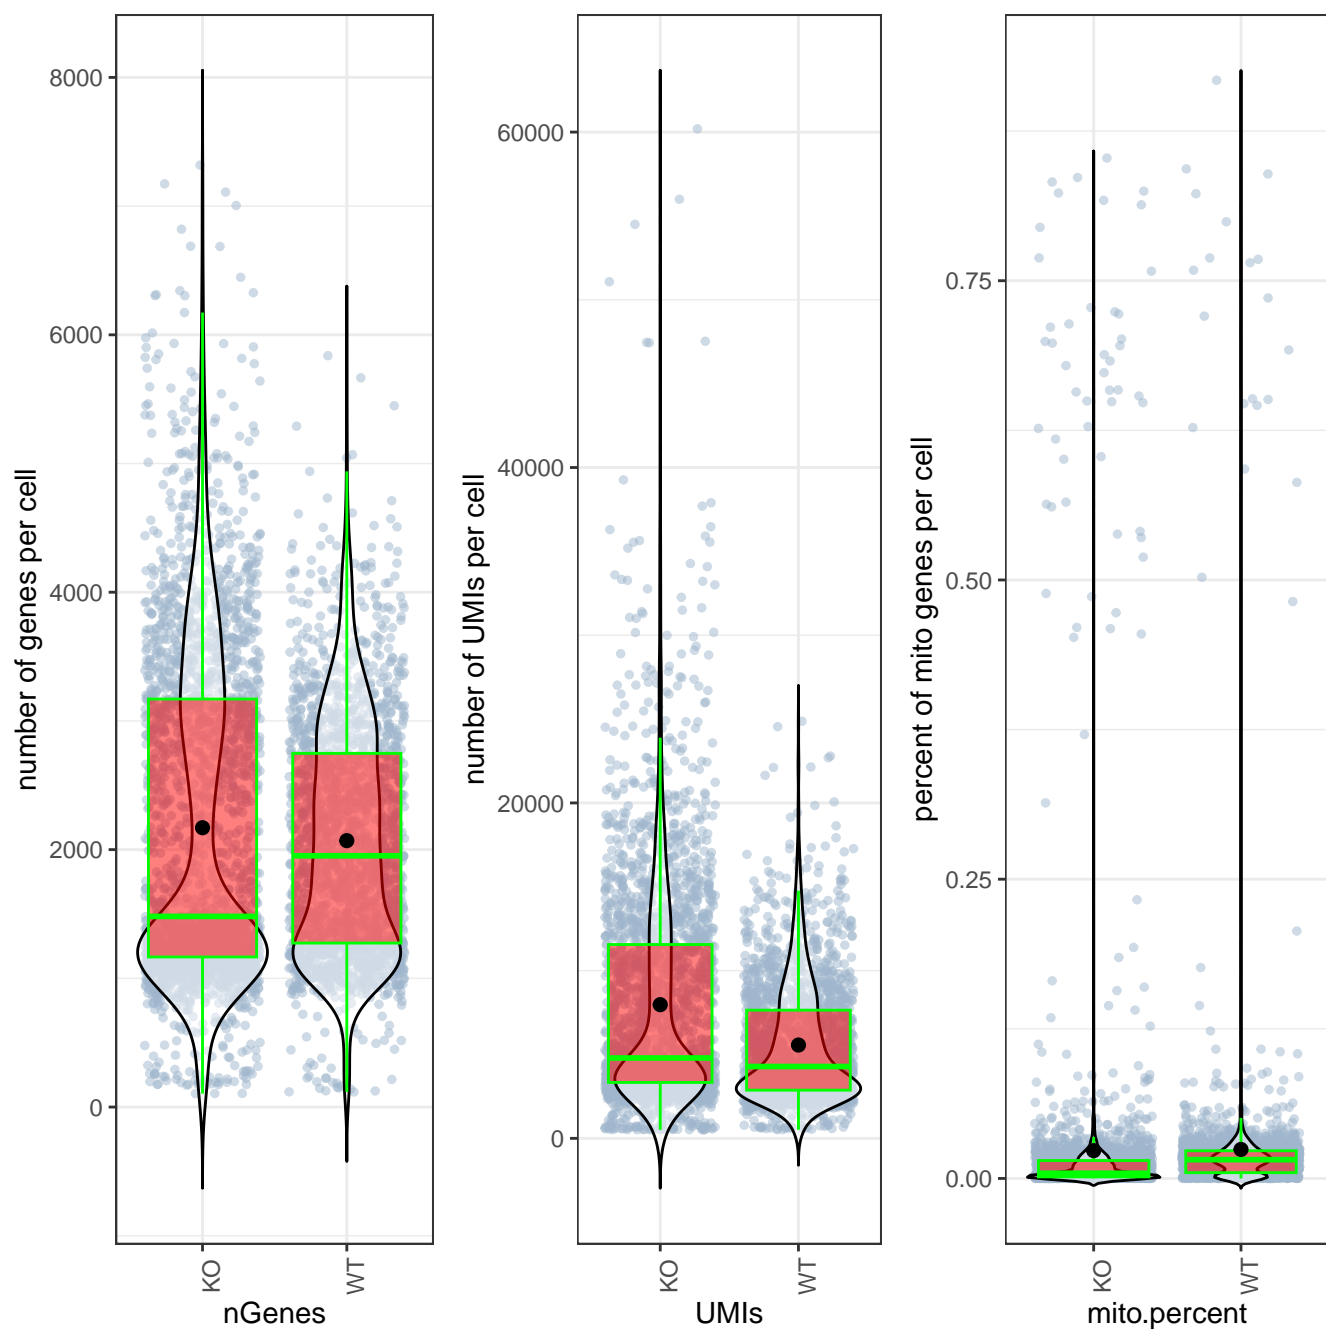 number of genes per cell
8000
6000
4000
2000
0
KO
WT
nGenes
number of UMIs per cell
60000
40000
20000
0
KO
WT
UMIs
percent of mito genes per cell
0.75
0.50
0.25
0.00
KO
WT
mito.percent